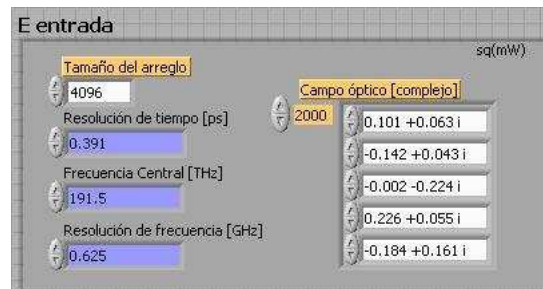 E entrada
sq(mW)
Tamaño del arreglo
4096
Resolución de tiempo [ps]
0.391
Frecuencia Central [THz]
191.5
Resolución de frecuencia [GHz]
0.625
Campo óptico [complejo]
2000
0.101 +0.063 i
-0.142 +0.043 i
-0.002 -0.224 i
0.226 +0.055 i
-0.184 +0.161 i